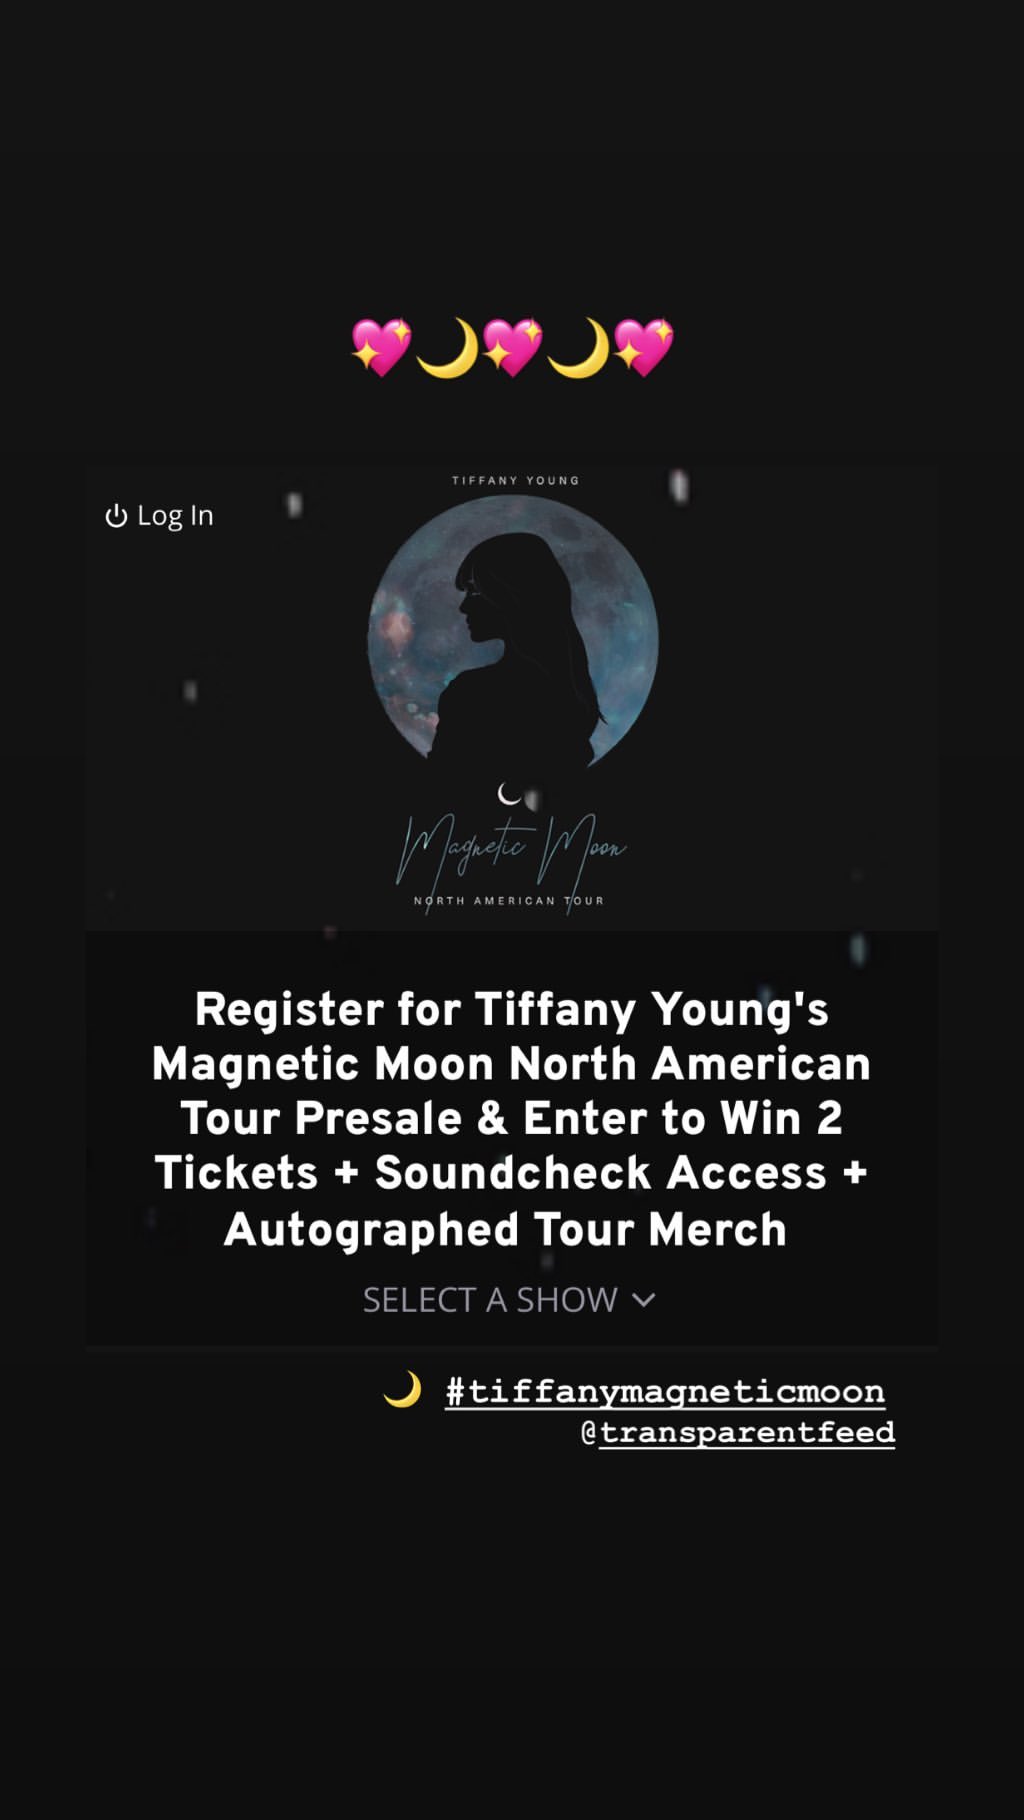 💖🌙💖🌙💖
TIFFANY YOUNG
Log In
Magnetic Moon
NORTH AMERICAN TOUR
Register for Tiffany Young's
Magnetic Moon North American
Tour Presale & Enter to Win 2
Tickets + Soundcheck Access +
Autographed Tour Merch
SELECT A SHOW
🌙 #tiffanymagneticmoon
@transparentfeed